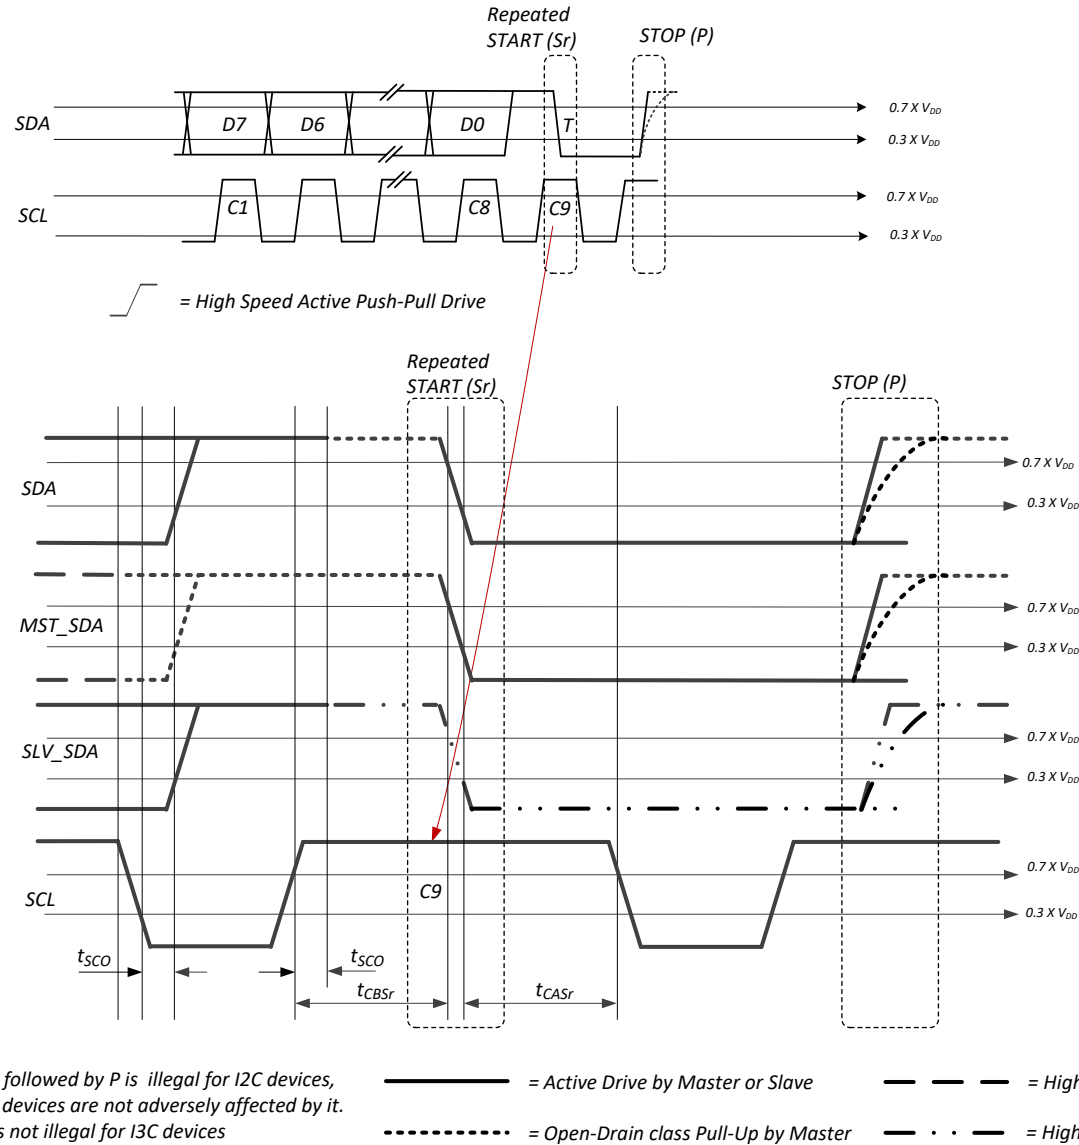 Repeated
START (Sr)
STOP (P)
SDA
D7
D6
D0
T
0.7 X VDD
0.3 X VDD
SCL
C1
C8
C9
0.7 X VDD
0.3 X VDD
= High Speed Active Push-Pull Drive
Repeated
START (Sr)
STOP (P)
SDA
0.7 X VDD
0.3 X VDD
MST_SDA
0.7 X VDD
0.3 X VDD
SLV_SDA
0.7 X VDD
0.3 X VDD
SCL
C9
0.7 X VDD
0.3 X VDD
tSCO
tSCO
tCBSr
tCASr
followed by P is illegal for I2C devices,
devices are not adversely affected by it.
s not illegal for I3C devices
= Active Drive by Master or Slave
= High
= Open-Drain class Pull-Up by Master
= High